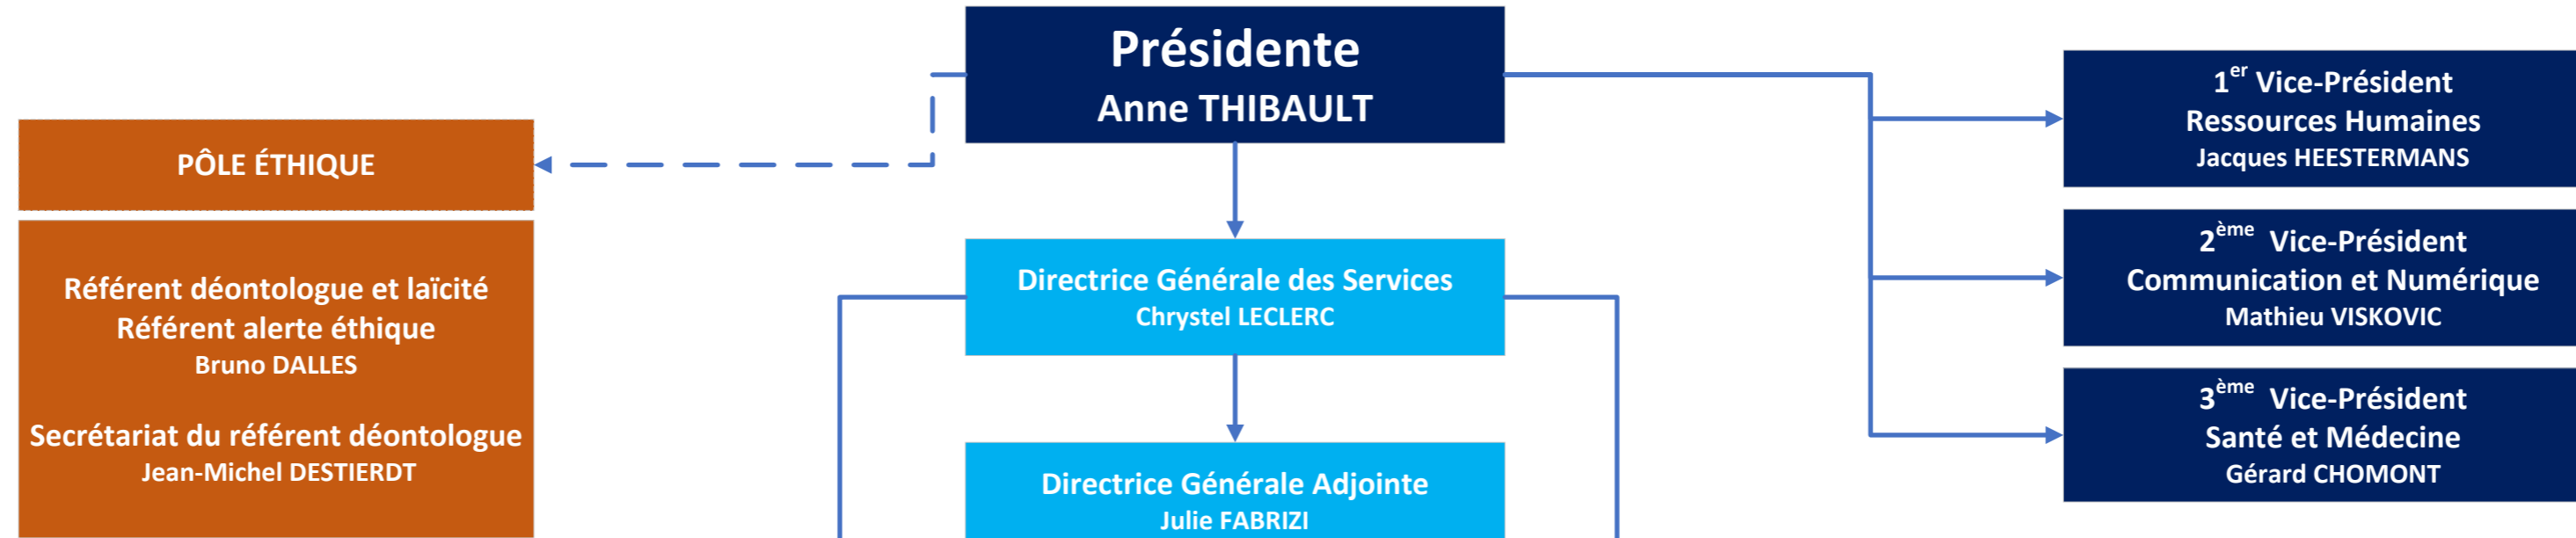 Présidente
Anne THIBAULT
PÔLE ÉTHIQUE
Référent déontologue et laïcité
Référent alerte éthique
Bruno DALLES
Secrétariat du référent déontologue
Jean-Michel DESTIERDT
Directrice Générale des Services
Chrystel LECLERC
Directrice Générale Adjointe
Julie FABRIZI
1er Vice-Président
Ressources Humaines
Jacques HEESTERMANS
2ème Vice-Président
Communication et Numérique
Mathieu VISKOVIC
3ème Vice-Président
Santé et Médecine
Gérard CHOMONT